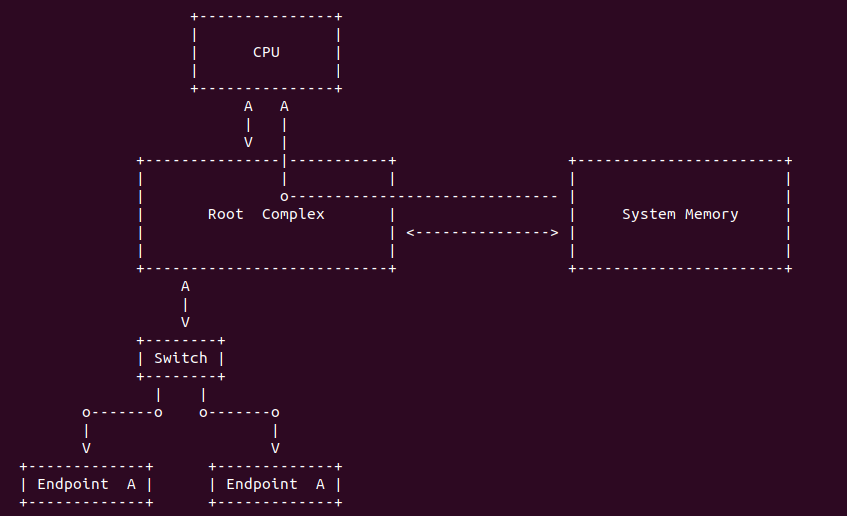 CPU
Root  Complex
System Memory
Switch
Endpoint  A
Endpoint  A